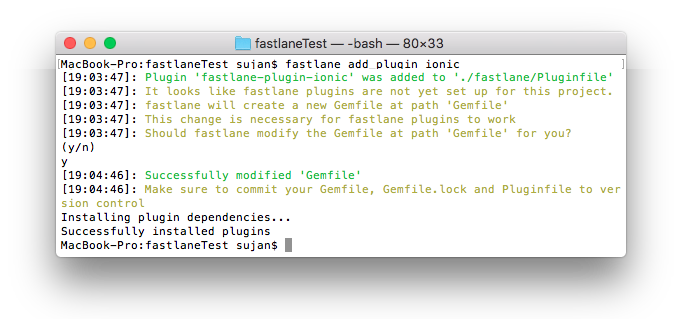 fastlaneTest — -bash — 80×33
[MacBook-Pro:fastlaneTest sujan$ fastlane add_plugin ionic ]
[19:03:47]: Plugin 'fastlane-plugin-ionic' was added to './fastlane/Pluginfile'
[19:03:47]: It looks like fastlane plugins are not yet set up for this project.
[19:03:47]: fastlane will create a new Gemfile at path 'Gemfile'
[19:03:47]: This change is necessary for fastlane plugins to work
[19:03:47]: Should fastlane modify the Gemfile at path 'Gemfile' for you?
(y/n)
y
[19:04:46]: Successfully modified 'Gemfile'
[19:04:46]: Make sure to commit your Gemfile, Gemfile.lock and Pluginfile to ver
sion control
Installing plugin dependencies...
Successfully installed plugins
MacBook-Pro:fastlaneTest sujan$